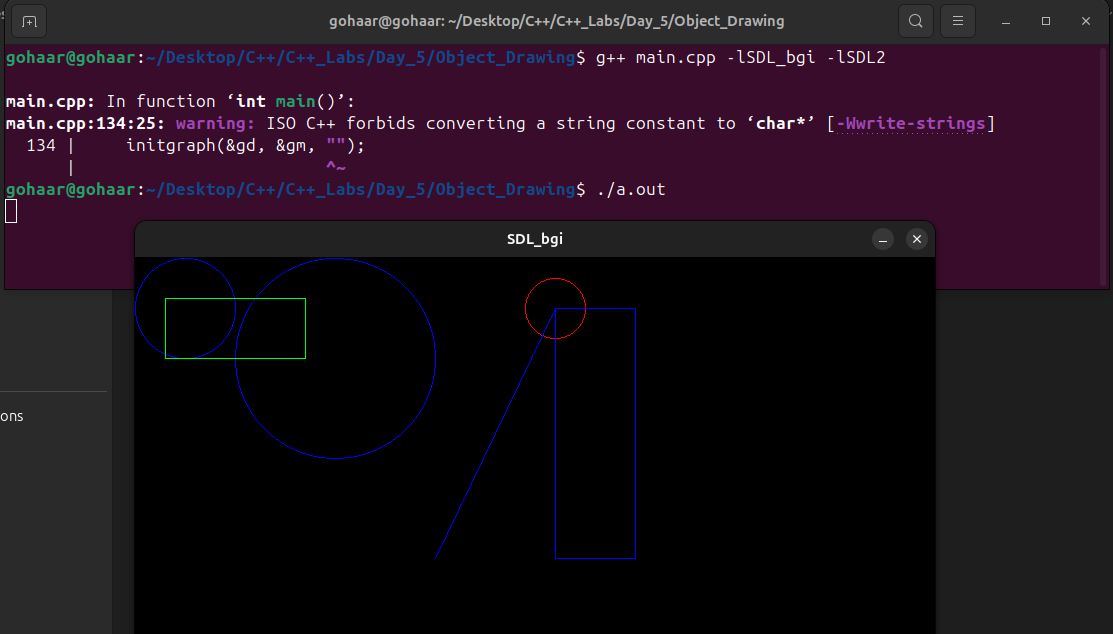 gohaar@gohaar: ~/Desktop/C++/C++_Labs/Day_5/Object_Drawing
gohaar@gohaar:~/Desktop/C++/C++_Labs/Day_5/Object_Drawing$ g++ main.cpp -lSDL_bgi -lSDL2
main.cpp: In function ‘int main()’:
main.cpp:134:25: warning: ISO C++ forbids converting a string constant to ‘char*’ [-Wwrite-strings]
  134 |     initgraph(&gd, &gm, "");
      |                         ^~
gohaar@gohaar:~/Desktop/C++/C++_Labs/Day_5/Object_Drawing$ ./a.out
SDL_bgi
ons